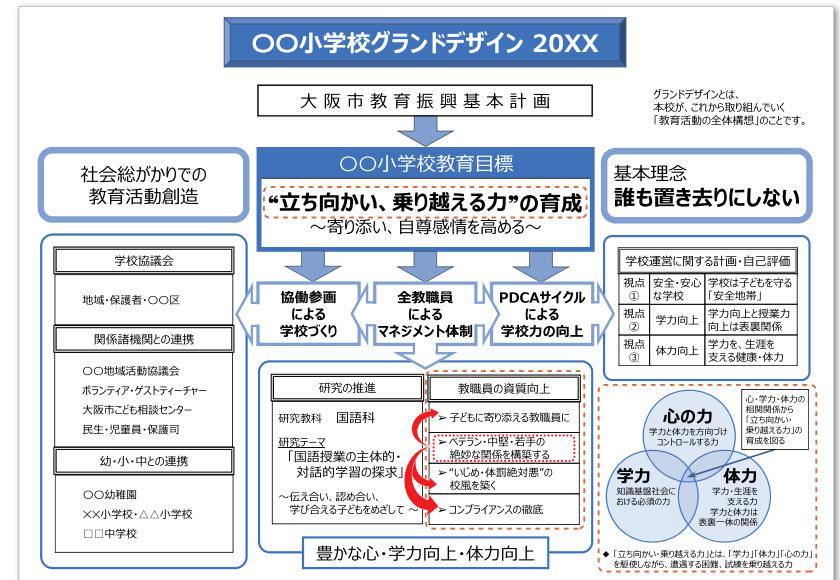 〇〇小学校グランドデザイン 20XX
大阪市教育振興基本計画
グランドデザインとは、
本校が、これから取り組んでいく
「教育活動の全体構想」のことです。
社会総がかりでの
教育活動創造
〇〇小学校教育目標
“立ち向かい、乗り越える力”の育成
～寄り添い、自尊感情を高める～
基本理念
誰も置き去りにしない
学校協議会
地域・保護者・〇〇区
関係諸機関との連携
〇〇地域活動協議会
ボランティア・ゲストティーチャー
大阪市こども相談センター
民生・児童員・保護司
幼・小・中との連携
〇〇幼稚園
××小学校・△△小学校
□□中学校
協働参画
による
学校づくり
全教職員
による
マネジメント体制
PDCAサイクル
による
学校力の向上
学校運営に関する計画・自己評価
視点① 安全・安心な学校 学校は子どもを守る「安全地帯」
視点② 学力向上 学力向上と授業力向上は表裏関係
視点③ 体力向上 学力を、生涯を支える健康・体力
研究の推進
研究教科 国語科
研究テーマ
「国語授業の主体的・
対話的学習の探求」
～伝え合い、認め合い、
学び合える子どもをめざして～
教職員の資質向上
➢子どもに寄り添える教職員に
➢ベテラン・中堅・若手の
絶妙な関係を構築する
➢“いじめ・体罰絶対悪”の
校風を築く
➢コンプライアンスの徹底
豊かな心・学力向上・体力向上
心の力
学力と体力を方向づけ
コントロールする力
心・学力・体力の
相関関係から
「立ち向かい・
乗り越える力」の
育成を図る
学力
知識基盤社会に
おける必須の力
体力
学力・生涯を
支える力
学力と体力は
表裏一体の関係
◆「立ち向かい・乗り越える力」とは、「学力」「体力」「心の力」
を駆使しながら、遭遇する困難、試練を乗り越える力